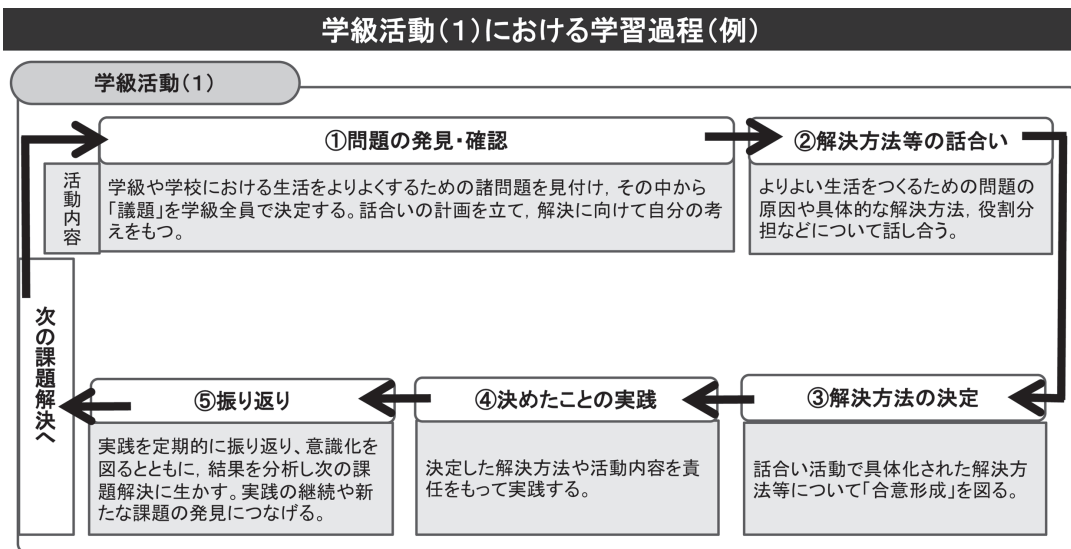 学級活動(1)における学習過程(例)
学級活動(1)
①問題の発見・確認
活動内容
学級や学校における生活をよりよくするための諸問題を見付け,その中から
「議題」を学級全員で決定する。話合いの計画を立て,解決に向けて自分の考
えをもつ。
②解決方法等の話合い
よりよい生活をつくるための問題の
原因や具体的な解決方法,役割分
担などについて話し合う。
③解決方法の決定
話合い活動で具体化された解決方
法等について「合意形成」を図る。
④決めたことの実践
決定した解決方法や活動内容を責
任をもって実践する。
⑤振り返り
実践を定期的に振り返り、意識化を
図るとともに,結果を分析し次の課
題解決に生かす。実践の継続や新
たな課題の発見につなげる。
次の課題解決へ